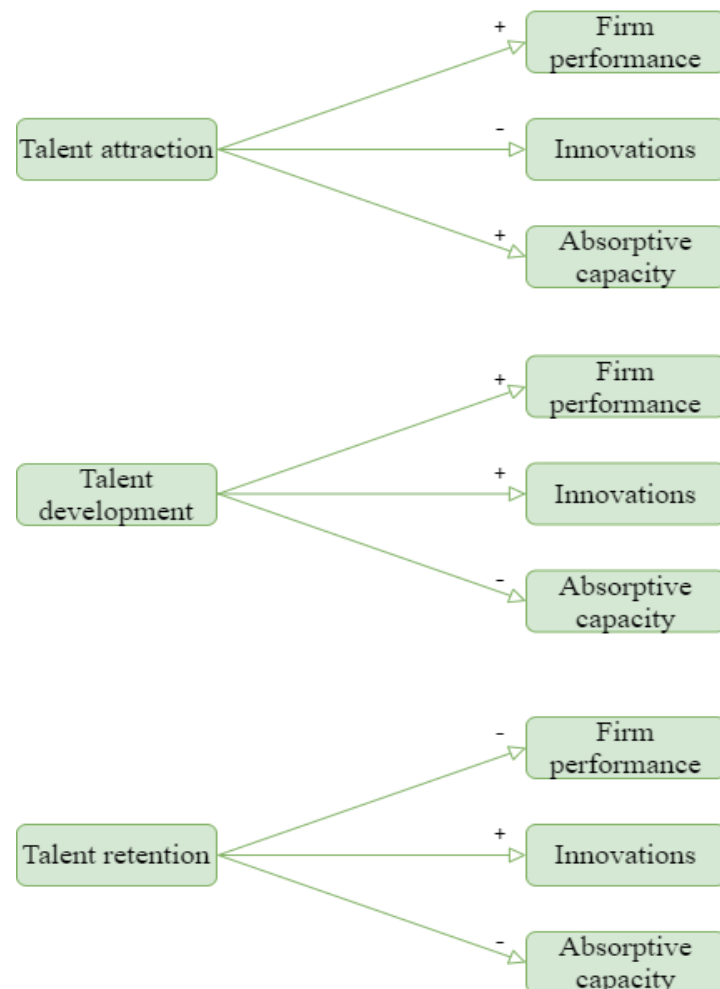 +
Firm
performance
-
Talent attraction
Innovations
+
Absorptive
capacity
+
Firm
performance
+
Talent
development
Innovations
-
Absorptive
capacity
-
Firm
performance
+
Talent retention
Innovations
-
Absorptive
capacity